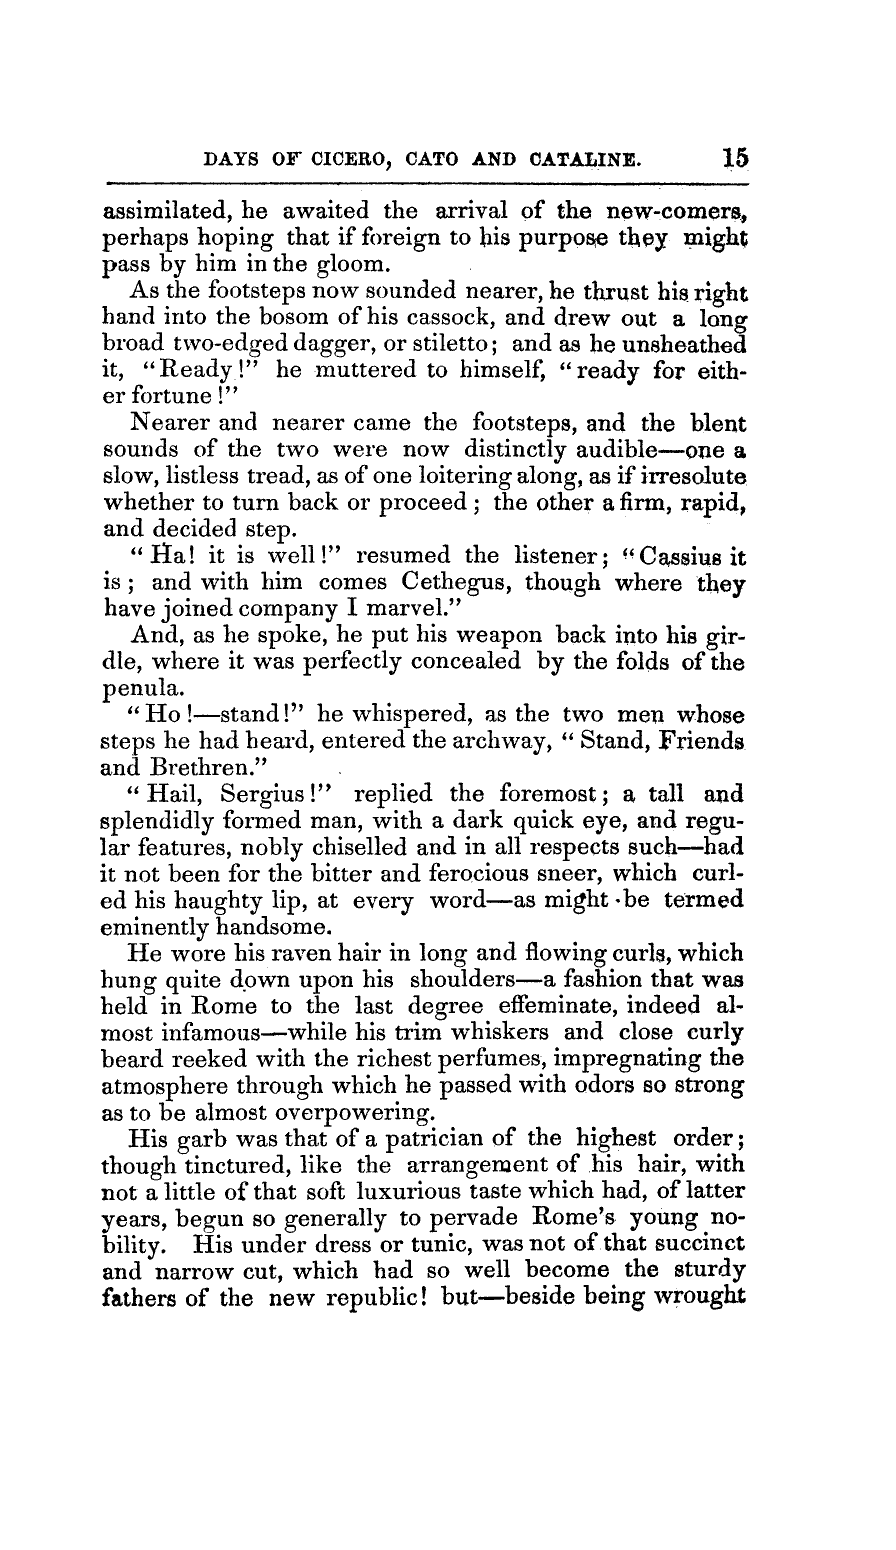 DAYS OF CICERO, CATO AND CATALINE. 15
assimilated, he awaited the arrival of the new-comers,
perhaps hoping that if foreign to his purpose they might
pass by him in the gloom.
As the footsteps now sounded nearer, he thrust his right
hand into the bosom of his cassock, and drew out a long
broad two-edged dagger, or stiletto; and as he unsheathed
it, "Ready!" he muttered to himself, "ready for eith-
er fortune!"
Nearer and nearer came the footsteps, and the blent
sounds of the two were now distinctly audible—one a
slow, listless tread, as of one loitering along, as if irresolute
whether to turn back or proceed; the other a firm, rapid,
and decided step.
"Ha! it is well!" resumed the listener; "Cassius it
is; and with him comes Cethegus, though where they
have joined company I marvel."
And, as he spoke, he put his weapon back into his gir-
dle, where it was perfectly concealed by the folds of the
penula.
"Ho!—stand!" he whispered, as the two men whose
steps he had heard, entered the archway, "Stand, Friends
and Brethren."
"Hail, Sergius!" replied the foremost; a tall and
splendidly formed man, with a dark quick eye, and regu-
lar features, nobly chiselled and in all respects such—had
it not been for the bitter and ferocious sneer, which curl-
ed his haughty lip, at every word—as might be termed
eminently handsome.
He wore his raven hair in long and flowing curls, which
hung quite down upon his shoulders—a fashion that was
held in Rome to the last degree effeminate, indeed al-
most infamous—while his trim whiskers and close curly
beard reeked with the richest perfumes, impregnating the
atmosphere through which he passed with odors so strong
as to be almost overpowering.
His garb was that of a patrician of the highest order;
though tinctured, like the arrangement of his hair, with
not a little of that soft luxurious taste which had, of latter
years, begun so generally to pervade Rome's young no-
bility. His under dress or tunic, was not of that succinct
and narrow cut, which had so well become the sturdy
fathers of the new republic! but—beside being wrought